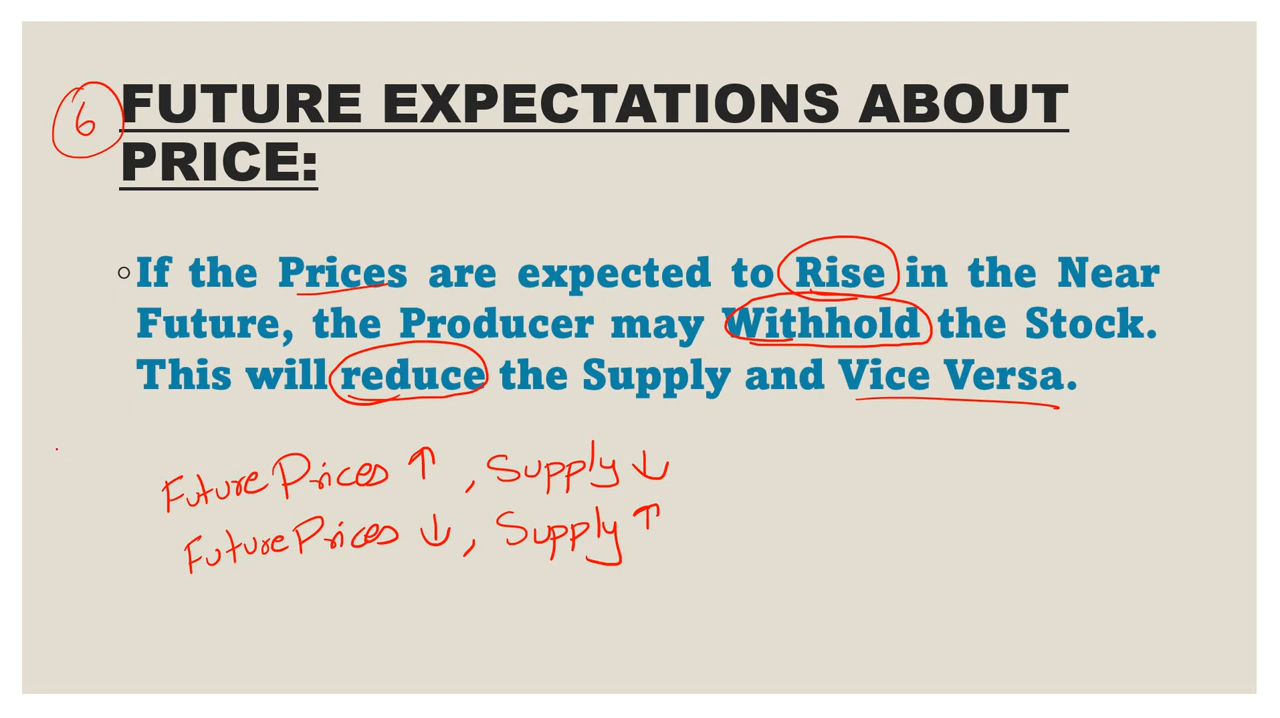 6 FUTURE EXPECTATIONS ABOUT
PRICE:
If the Prices are expected to Rise in the Near
Future, the Producer may Withhold the Stock.
This will reduce the Supply and Vice Versa.
Future Prices ↑, Supply ↓
Future Prices ↓, Supply ↑